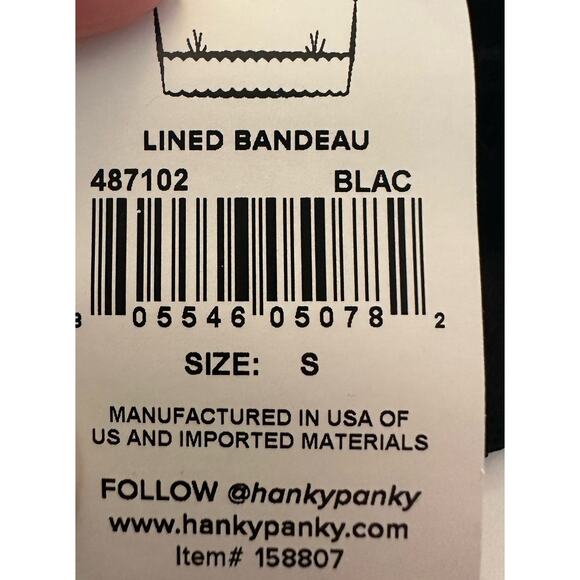 LINED BANDEAU
487102 BLAC
05546 05078 2
SIZE: S
MANUFACTURED IN USA OF
US AND IMPORTED MATERIALS
FOLLOW @hankypanky
www.hankypanky.com
Item# 158807